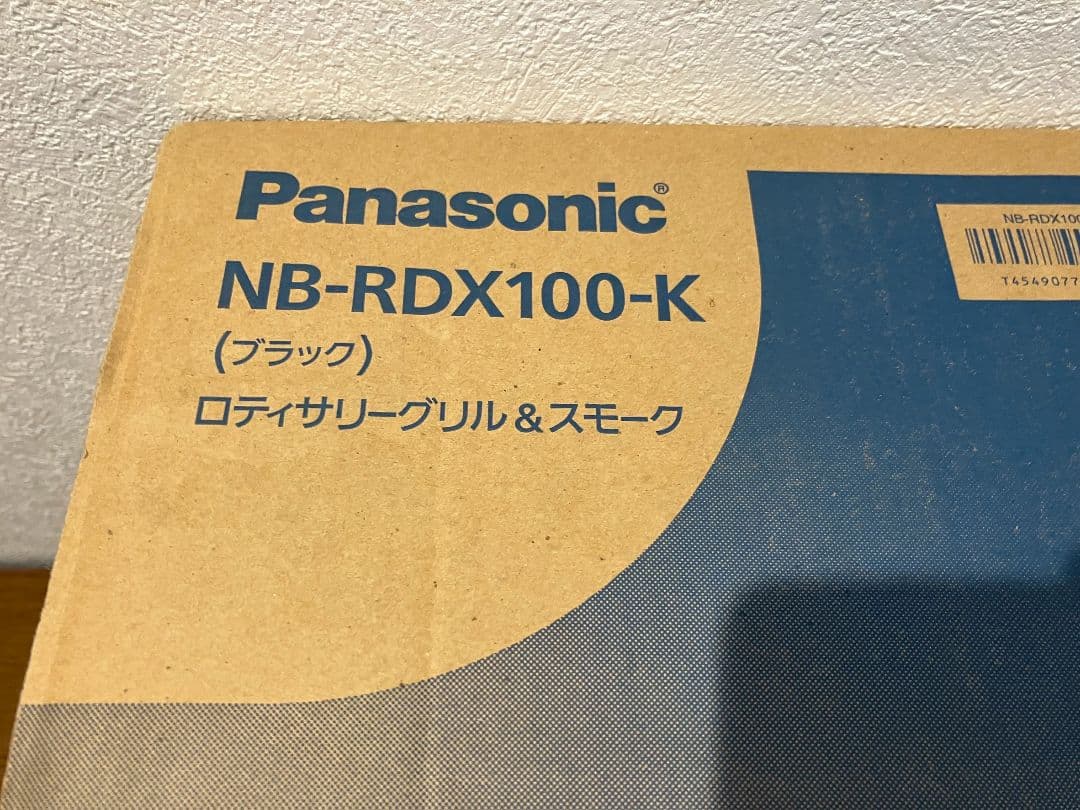 Panasonic®
NB-RDX100-K
(ブラック)
ロティサリーグリル&スモーク
NB-RDX100
T4549077